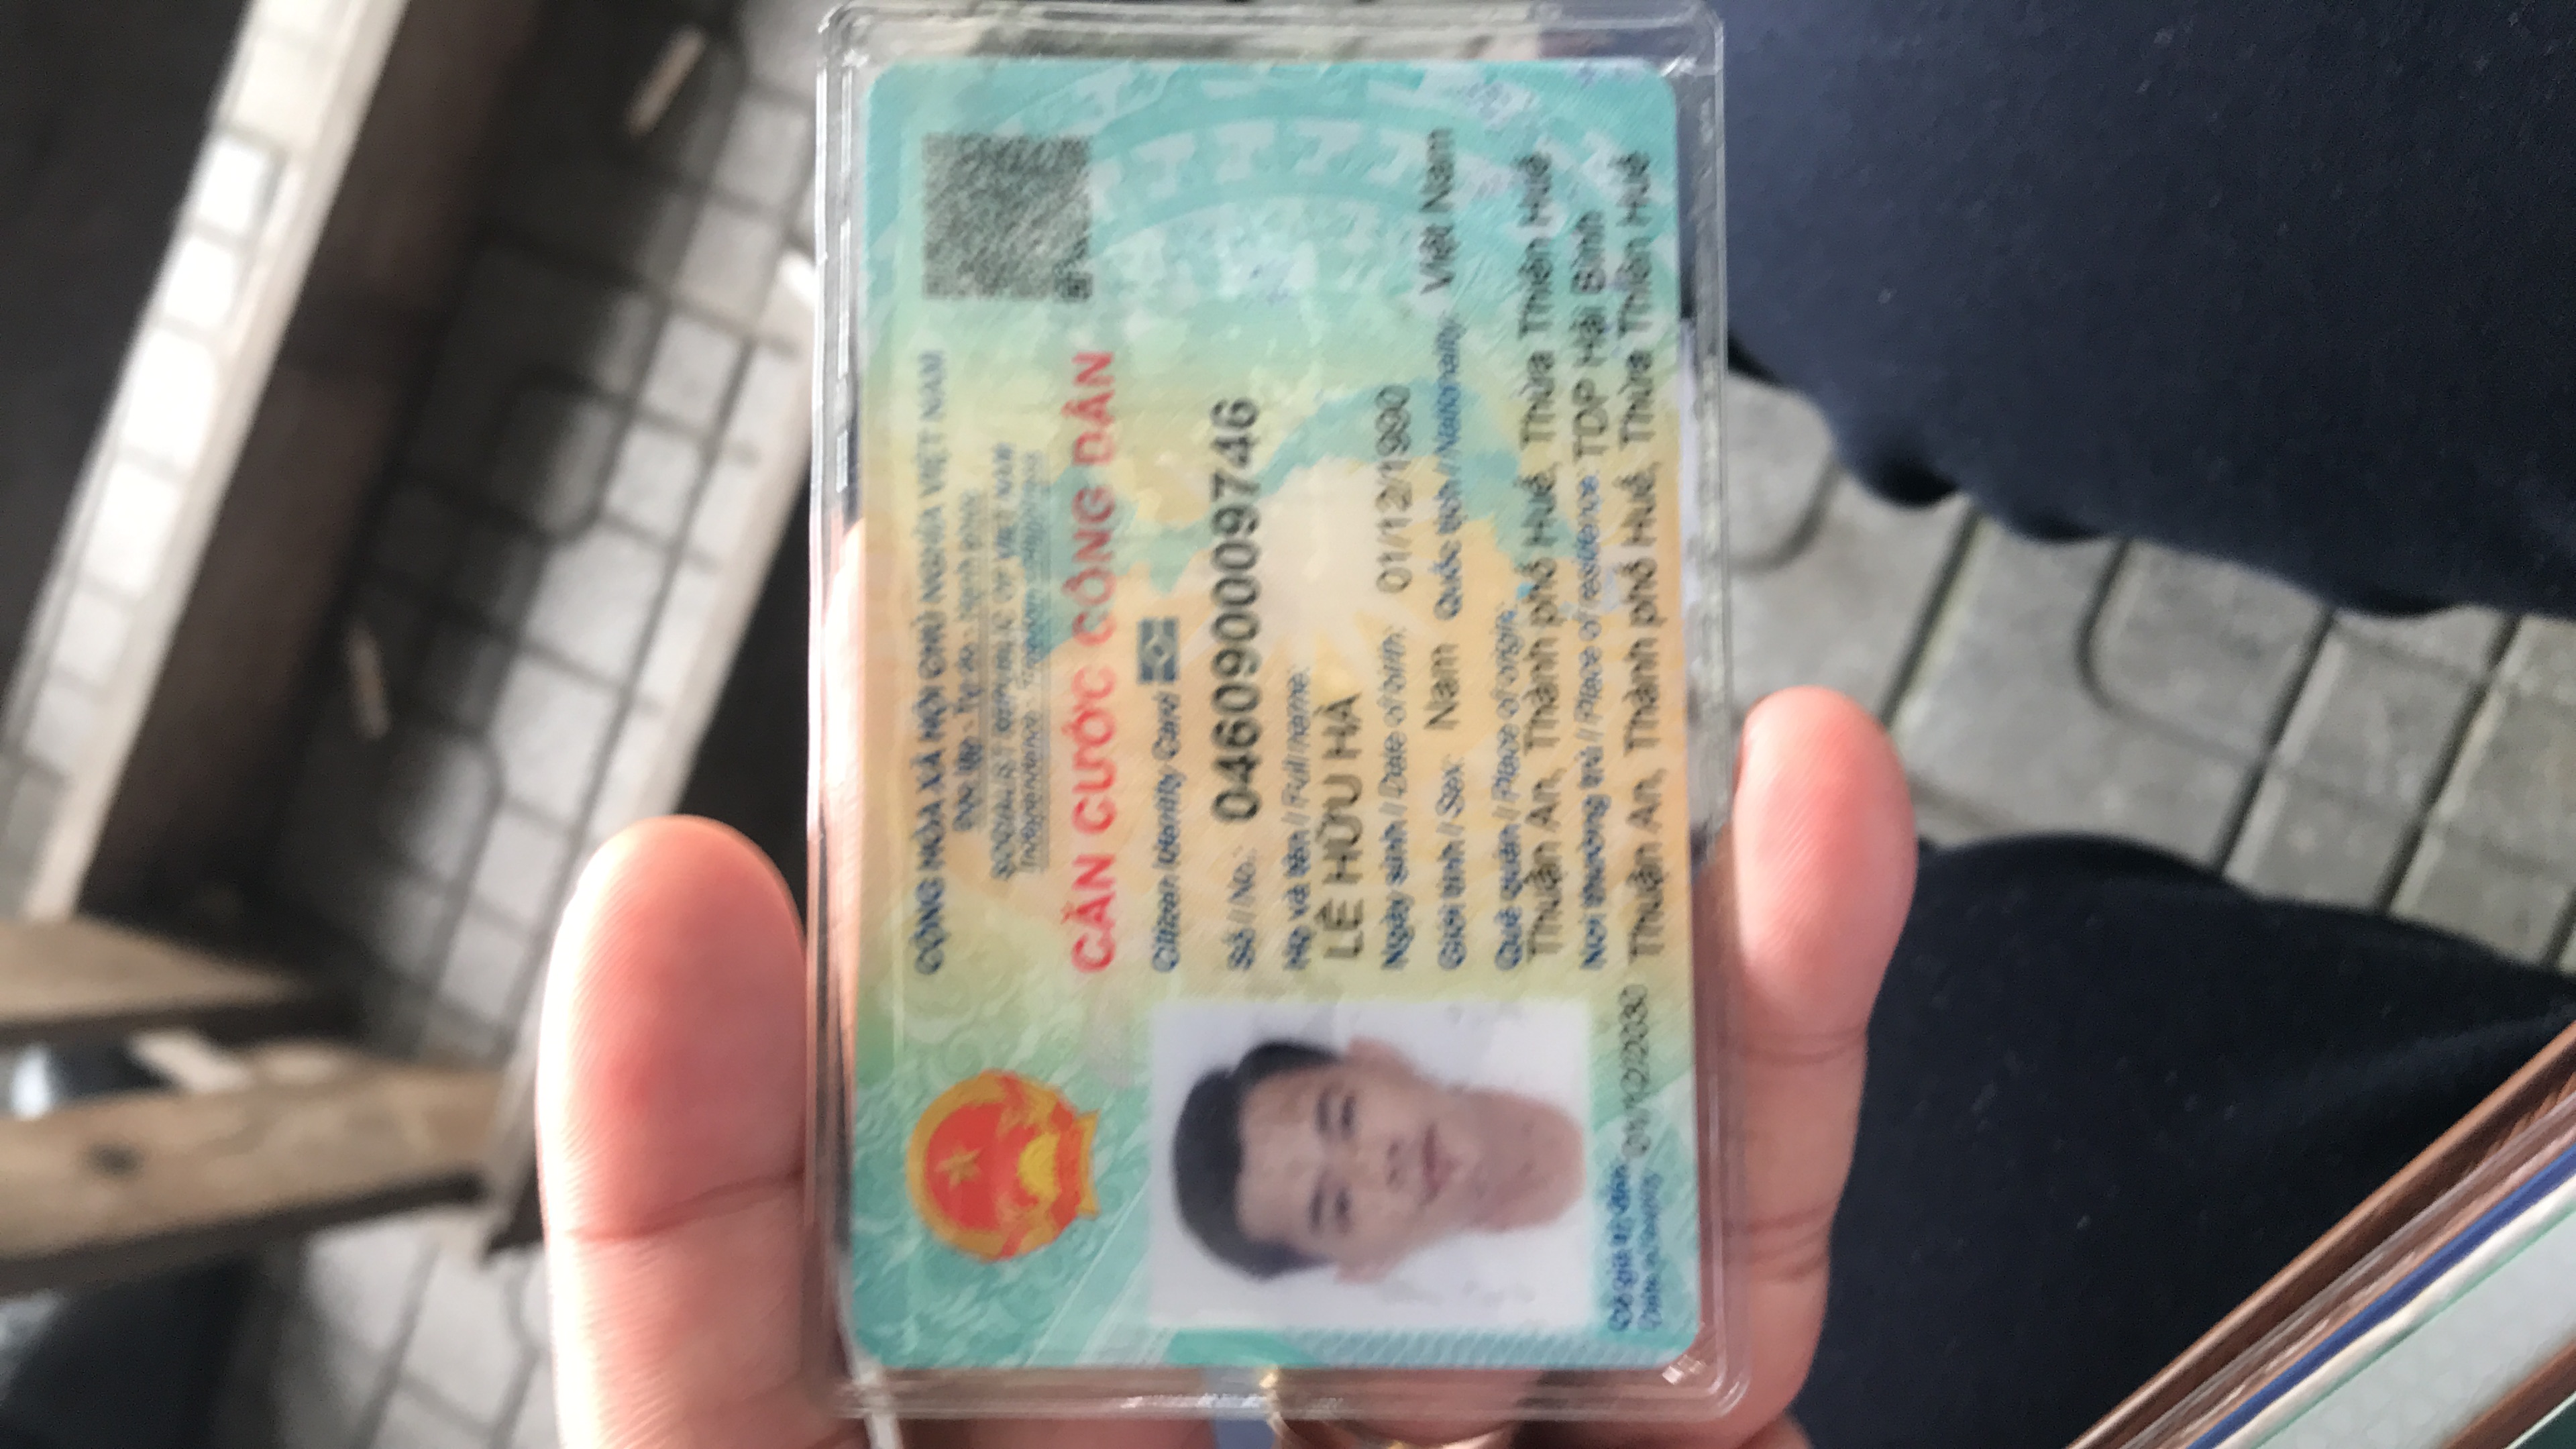 CỘNG HÒA XÃ HỘI CHỦ NGHĨA VIỆT NAM
Độc lập - Tự do - Hạnh phúc
SOCIALIST REPUBLIC OF VIET NAM
Independence - Freedom - Happiness
CĂN CƯỚC CÔNG DÂN
Citizen Identity Card
Số / No.: 046090009746
Họ và tên / Full name:
LÊ HỮU HÀ
Ngày sinh / Date of birth: 01/12/1990
Giới tính / Sex: Nam Quốc tịch / Nationality: Việt Nam
Quê quán / Place of origin:
Thuận An, Thành phố Huế, Thừa Thiên Huế
Nơi thường trú / Place of residence: TDP Hải Bình
Thuận An, Thành phố Huế, Thừa Thiên Huế
Có giá trị đến:
Date of expiry: 01/12/2030